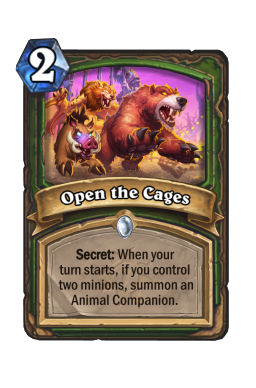 2
Open the Cages
Secret: When your
turn starts, if you control
two minions, summon an
Animal Companion.